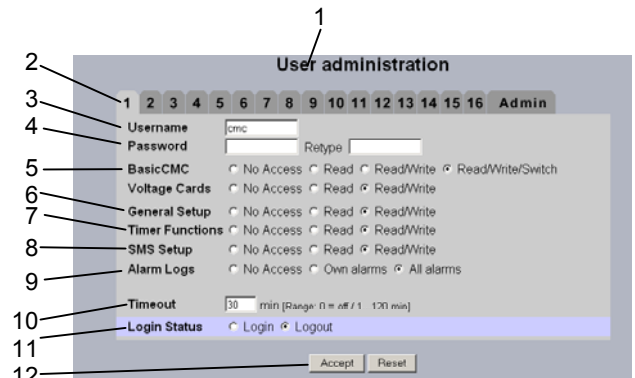 1
User administration
2
1 2 3 4 5 6 7 8 9 10 11 12 13 14 15 16 Admin
3 Username cmc
4 Password Retype
5 BasicCMC No Access Read Read/Write Read/Write/Switch
Voltage Cards No Access Read Read/Write
6 General Setup No Access Read Read/Write
7 Timer Functions No Access Read Read/Write
8 SMS Setup No Access Read Read/Write
9 Alarm Logs No Access Own alarms All alarms
10 Timeout 30 min [Range: 0 = off / 1 .. 120 min]
11 Login Status Login Logout
12 Accept Reset